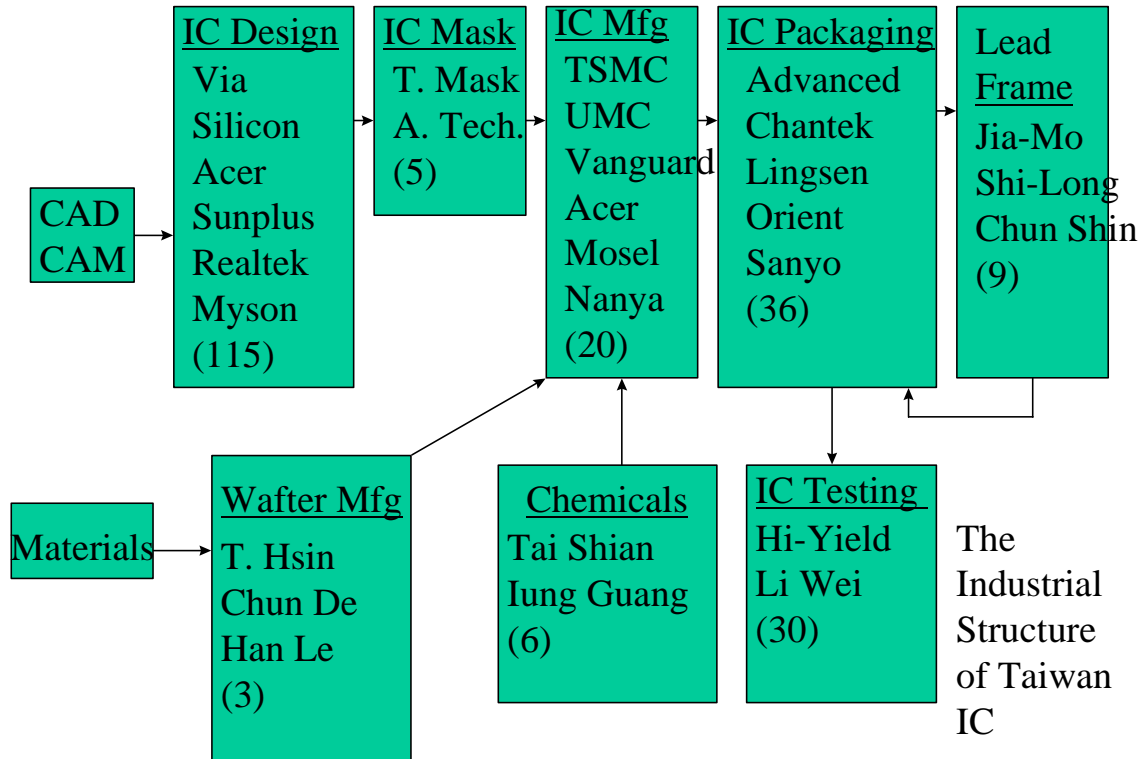 CAD
CAM
IC Design
Via
Silicon
Acer
Sunplus
Realtek
Myson
(115)
IC Mask
T. Mask
A. Tech.
(5)
IC Mfg
TSMC
UMC
Vanguard
Acer
Mosel
Nanya
(20)
IC Packaging
Advanced
Chantek
Lingsen
Orient
Sanyo
(36)
Lead
Frame
Jia-Mo
Shi-Long
Chun Shin
(9)
Materials
Wafter Mfg
T. Hsin
Chun De
Han Le
(3)
Chemicals
Tai Shian
Iung Guang
(6)
IC Testing
Hi-Yield
Li Wei
(30)
The
Industrial
Structure
of Taiwan
IC